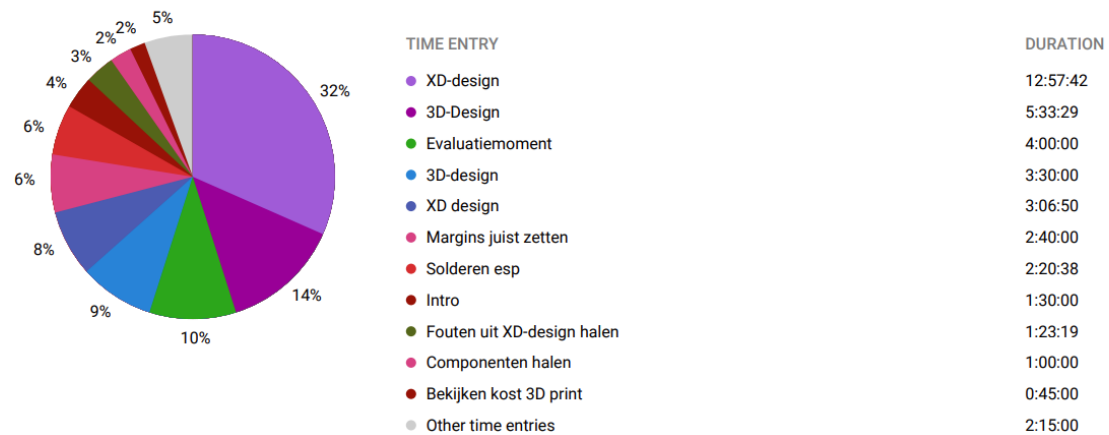 5%
2%
2%
3%
4%
6%
6%
8%
9%
10%
14%
32%
TIME ENTRY DURATION
XD-design 12:57:42
3D-Design 5:33:29
Evaluatiemoment 4:00:00
3D-design 3:30:00
XD design 3:06:50
Margins juist zetten 2:40:00
Solderen esp 2:20:38
Intro 1:30:00
Fouten uit XD-design halen 1:23:19
Componenten halen 1:00:00
Bekijken kost 3D print 0:45:00
Other time entries 2:15:00